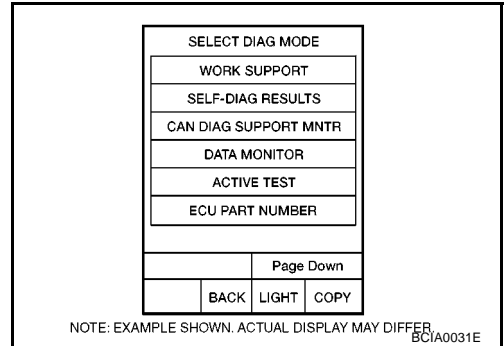 SELECT DIAG MODE
WORK SUPPORT
SELF-DIAG RESULTS
CAN DIAG SUPPORT MNTR
DATA MONITOR
ACTIVE TEST
ECU PART NUMBER
Page Down
BACK LIGHT COPY
NOTE: EXAMPLE SHOWN. ACTUAL DISPLAY MAY DIFFER.
BCIA0031E